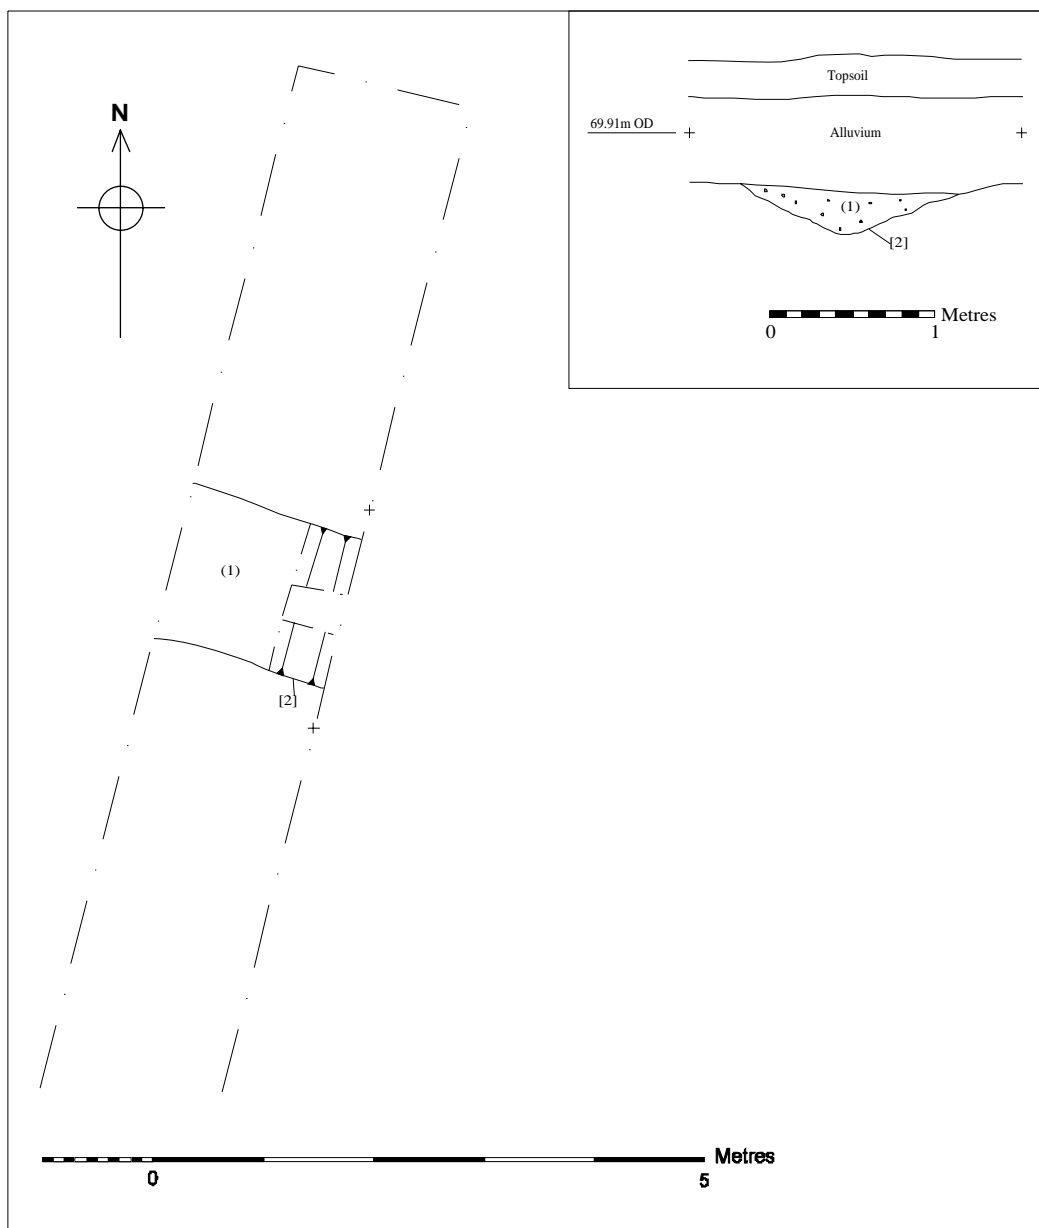 N
Topsoil
69.91m OD
Alluvium
(1)
[2]
Metres
0 1
(1)
[2]
Metres
0 5